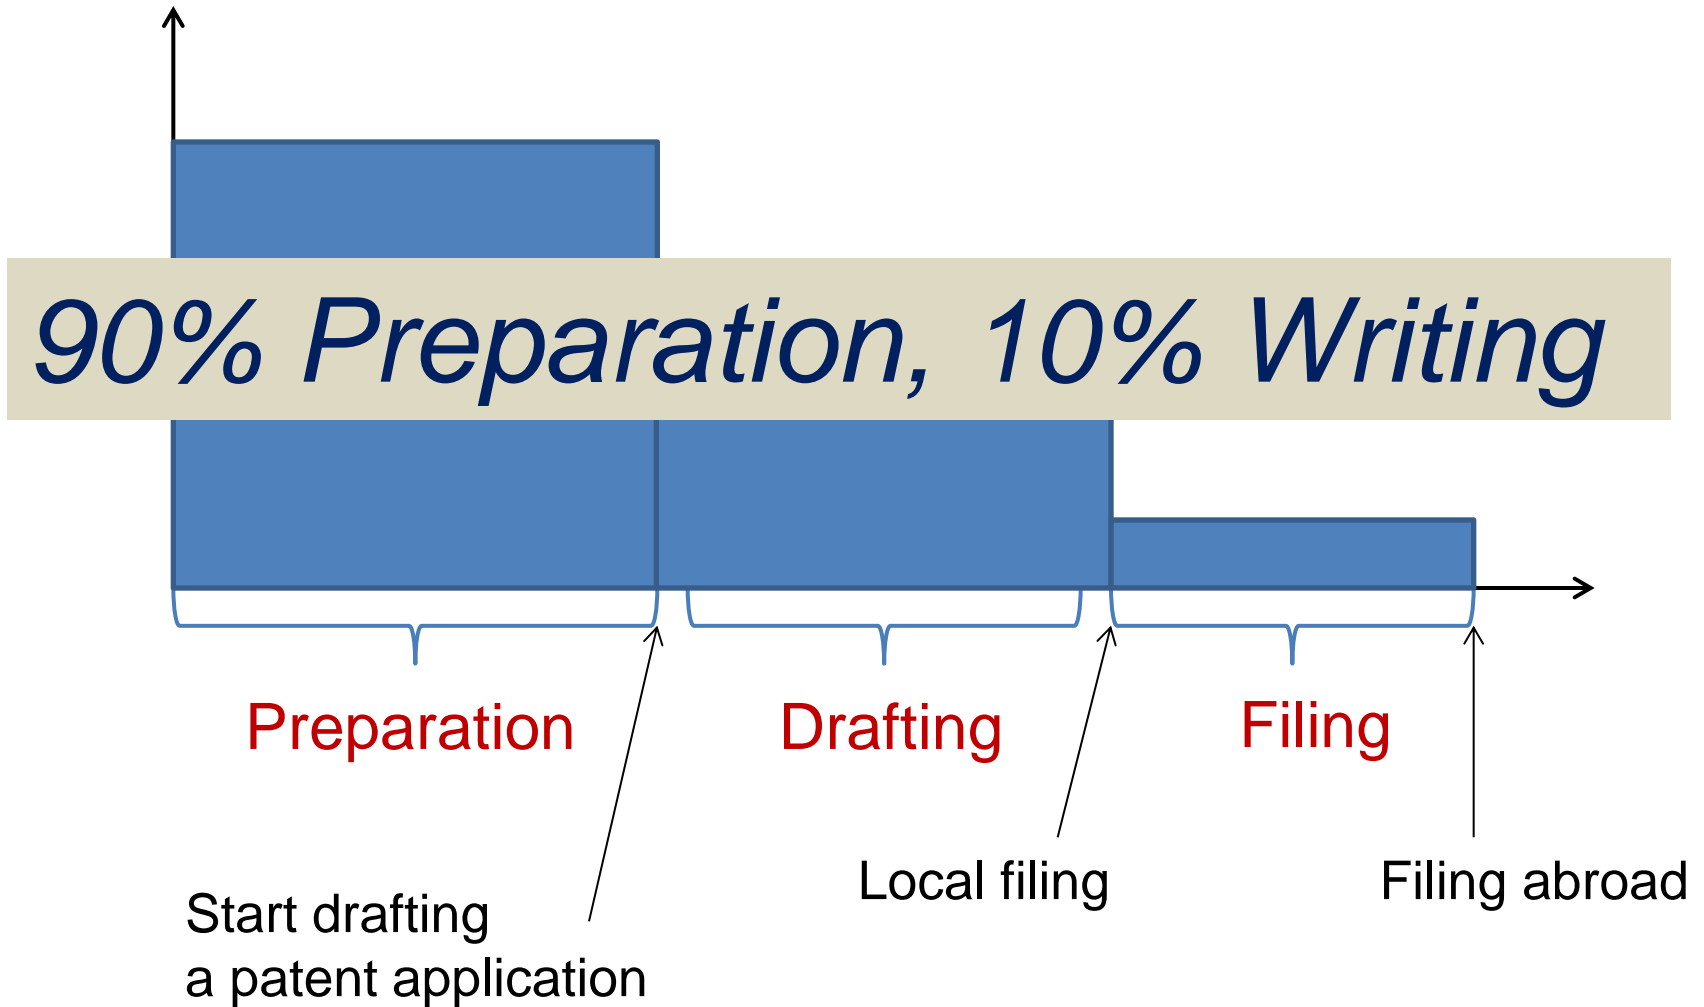 90% Preparation, 10% Writing
Preparation
Drafting
Filing
Local filing
Filing abroad
Start drafting
a patent application